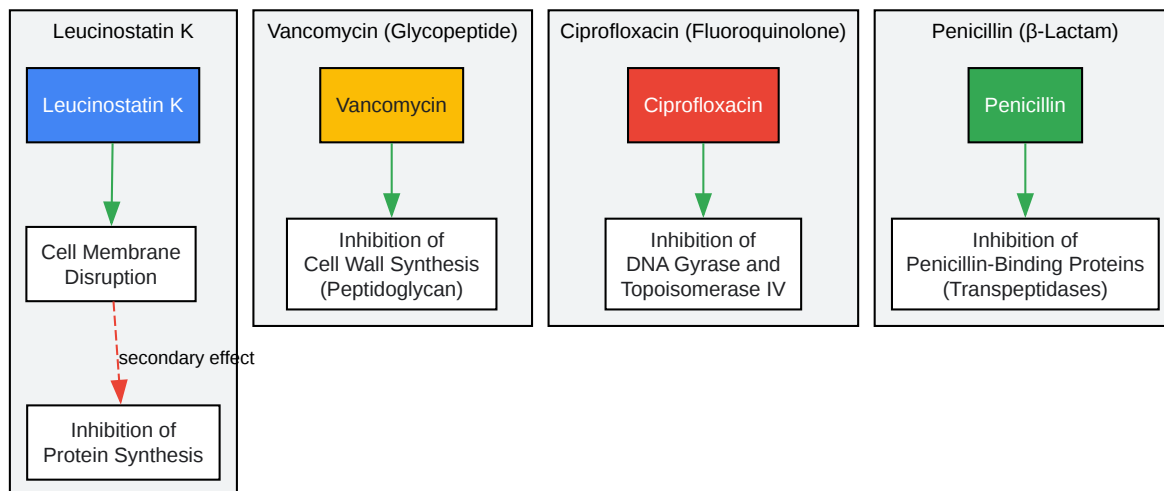 Leucinostatin K
Leucinostatin K
Cell Membrane
Disruption
secondary effect
Inhibition of
Protein Synthesis
Vancomycin (Glycopeptide)
Vancomycin
Inhibition of
Cell Wall Synthesis
(Peptidoglycan)
Ciprofloxacin (Fluoroquinolone)
Ciprofloxacin
Inhibition of
DNA Gyrase and
Topoisomerase IV
Penicillin (β-Lactam)
Penicillin
Inhibition of
Penicillin-Binding Proteins
(Transpeptidases)